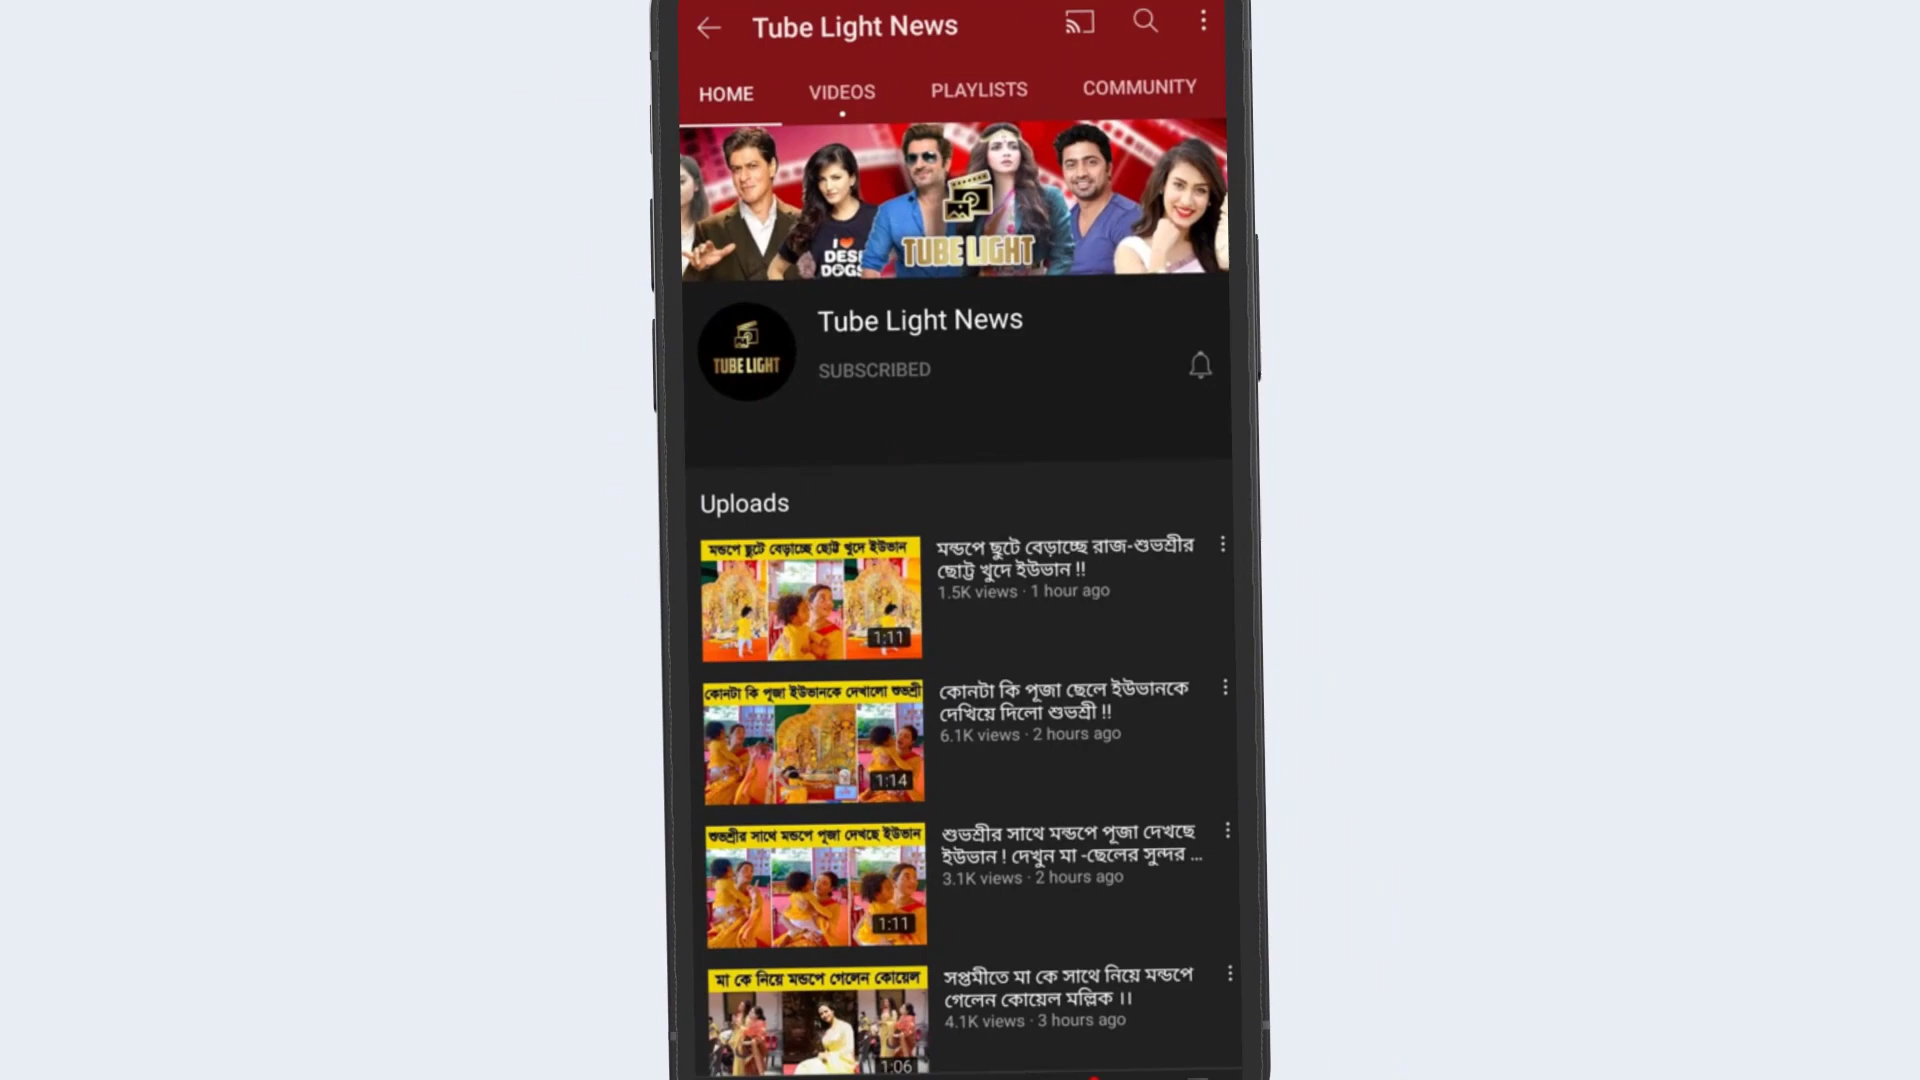 Tube Light News
HOME VIDEOS PLAYLISTS COMMUNITY
I ❤ DESI DOGS
TUBE LIGHT
TUBE LIGHT
Tube Light News
SUBSCRIBED
Uploads
মন্ডপে ছুটে বেড়াচ্ছে ছোট্ট খুদে ইউভান
1:11
মন্ডপে ছুটে বেড়াচ্ছে রাজ-শুভশ্রীর
ছোট্ট খুদে ইউভান !!
1.5K views · 1 hour ago
কোনটা কি পূজা ইউভানকে দেখালো শুভশ্রী
1:14
কোনটা কি পূজা ছেলে ইউভানকে
দেখিয়ে দিলো শুভশ্রী !!
6.1K views · 2 hours ago
শুভশ্রীর সাথে মন্ডপে পূজা দেখছে ইউভান
1:11
শুভশ্রীর সাথে মন্ডপে পূজা দেখছে
ইউভান ! দেখুন মা -ছেলের সুন্দর ...
3.1K views · 2 hours ago
মা কে নিয়ে মন্ডপে গেলেন কোয়েল
1:06
সপ্তমীতে মা কে সাথে নিয়ে মন্ডপে
গেলেন কোয়েল মল্লিক ।।
4.1K views · 3 hours ago